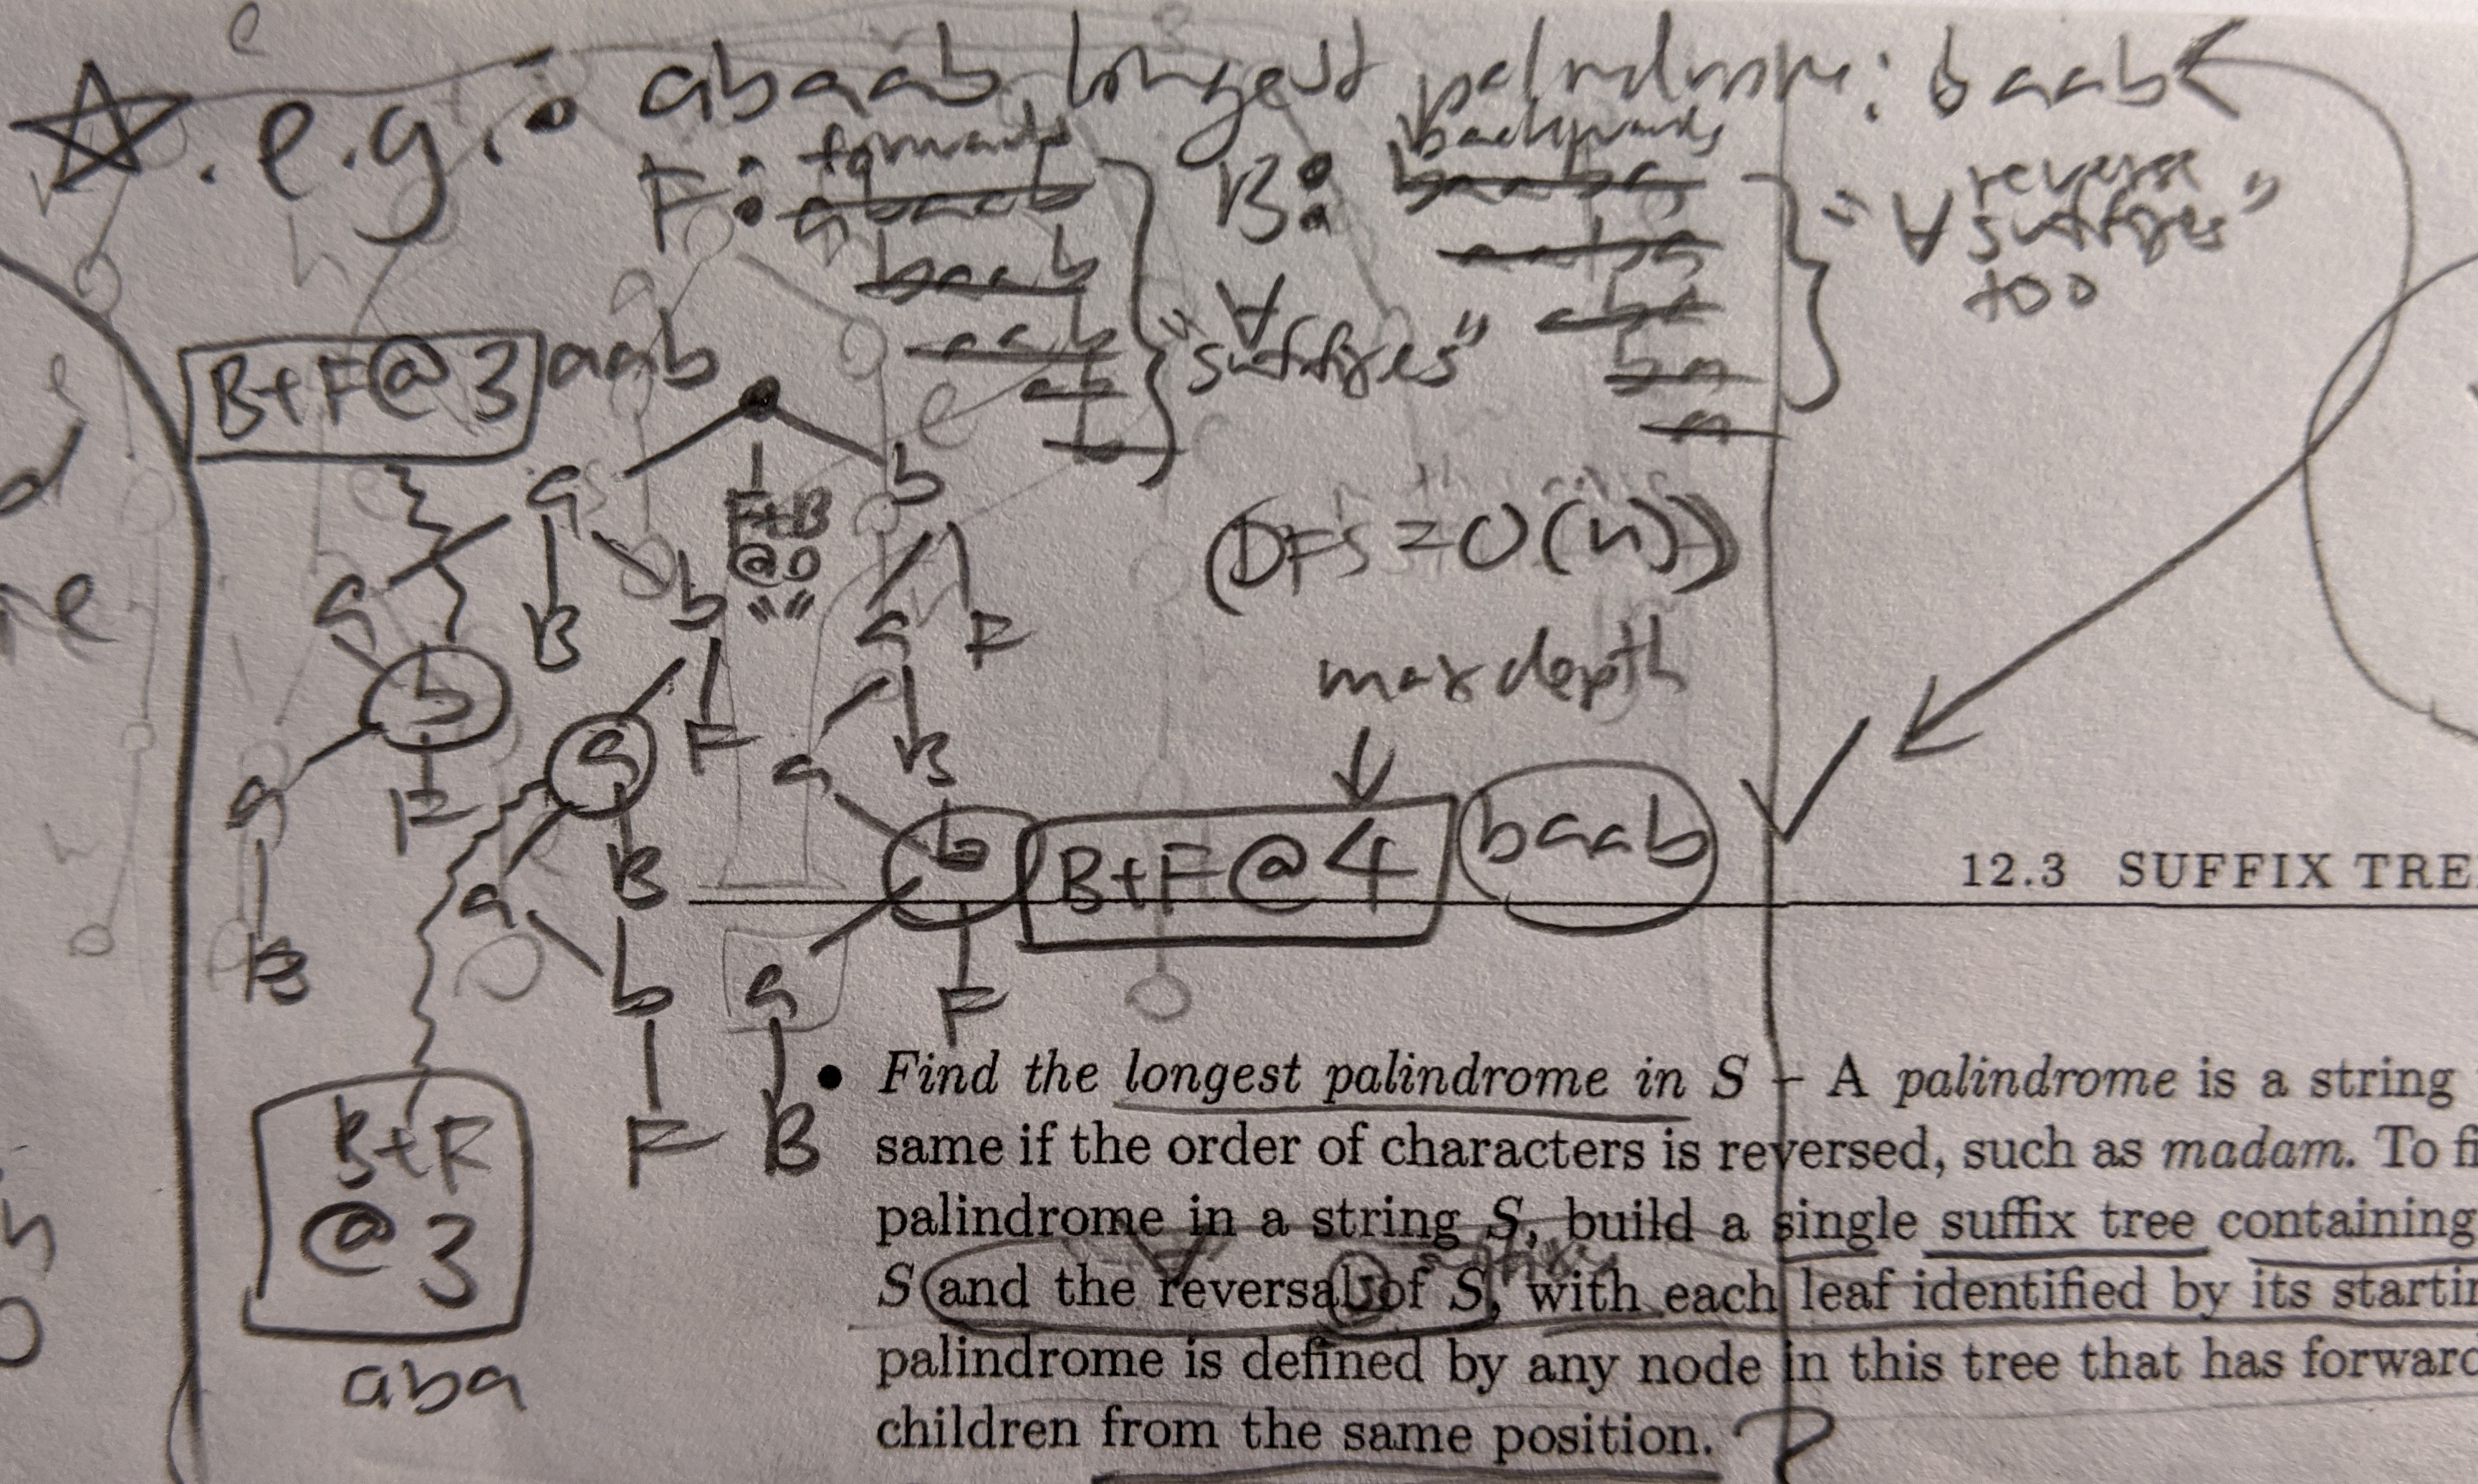 ☆. e.g.: abaab, longest palindrome: baab
F: forwards
abaab
baab
aab
ab
b
"∀ suffixes"
B: backwards
baaba
aaba
aba
ba
a
"∀ reverse suffixes" too
B+F@3 aab
a F+B @0 "" b
(DFS = O(n))
a B b a F
max depth
b a F a B
a F a B b B+F@4 baab
B b a F
F B
B+F @3
aba
12.3 SUFFIX TRE
• Find the longest palindrome in S – A palindrome is a string
same if the order of characters is reversed, such as madam. To fi
palindrome in a string S, build a single suffix tree containing
∀ suffixes
S and the reversal of S, with each leaf identified by its startin
palindrome is defined by any node in this tree that has forward
children from the same position. ?